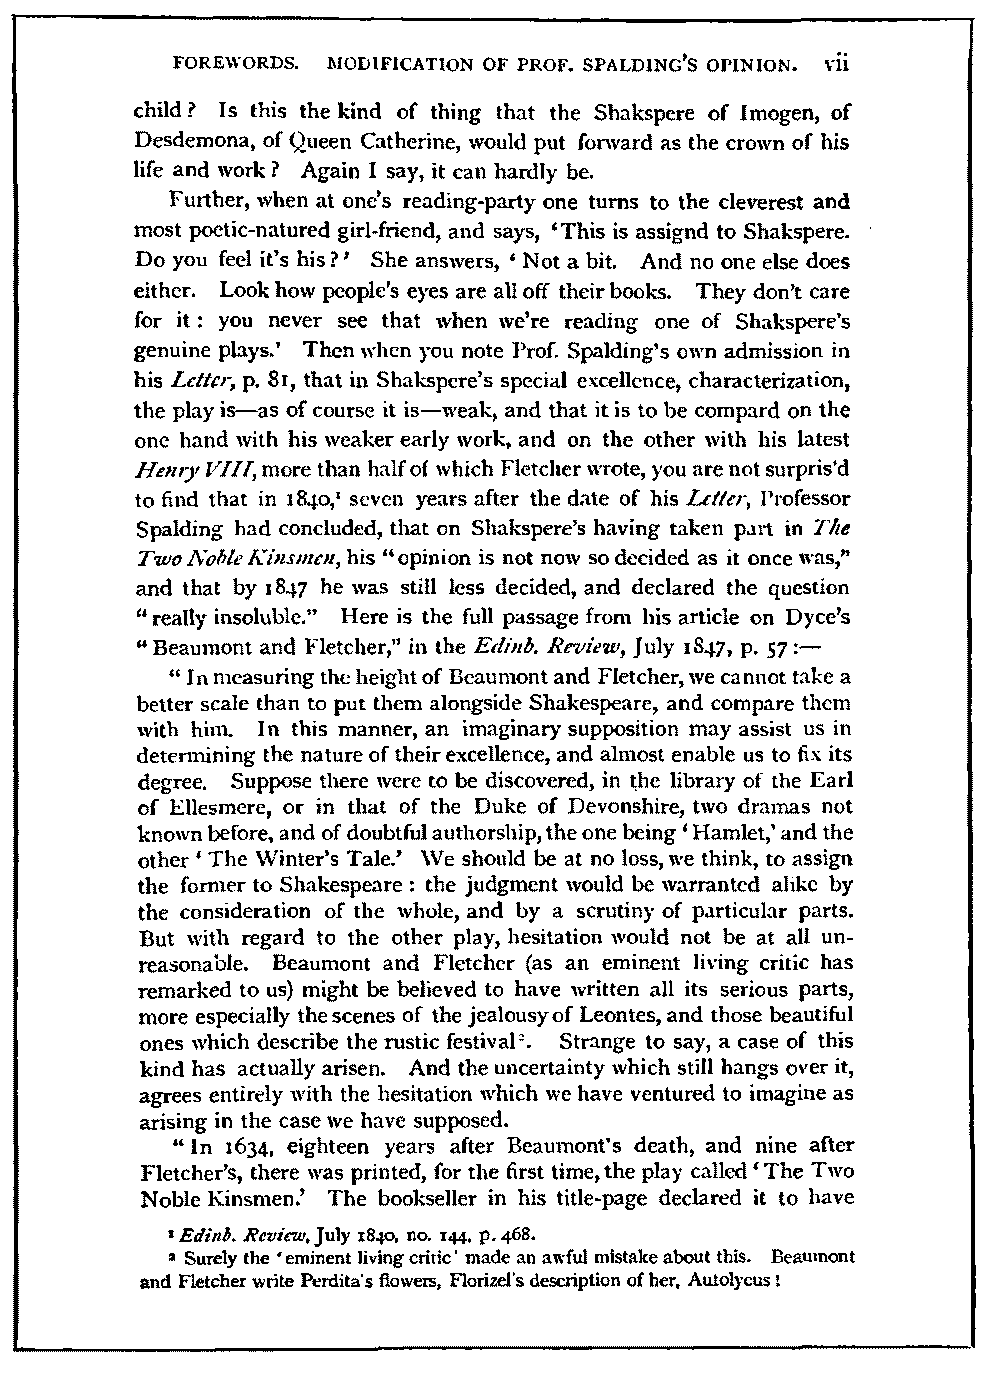 FOREWORDS. MODIFICATION OF PROF. SPALDING'S OPINION. vii
child? Is this the kind of thing that the Shakspere of Imogen, of
Desdemona, of Queen Catherine, would put forward as the crown of his
life and work? Again I say, it can hardly be.
Further, when at one's reading-party one turns to the cleverest and
most poetic-natured girl-friend, and says, 'This is assignd to Shakspere.
Do you feel it's his?' She answers, 'Not a bit. And no one else does
either. Look how people's eyes are all off their books. They don't care
for it: you never see that when we're reading one of Shakspere's
genuine plays.' Then when you note Prof. Spalding's own admission in
his Letter, p. 81, that in Shakspere's special excellence, characterization,
the play is—as of course it is—weak, and that it is to be compard on the
one hand with his weaker early work, and on the other with his latest
Henry VIII, more than half of which Fletcher wrote, you are not surpris'd
to find that in 1840,¹ seven years after the date of his Letter, Professor
Spalding had concluded, that on Shakspere's having taken part in The
Two Noble Kinsmen, his "opinion is not now so decided as it once was,"
and that by 1847 he was still less decided, and declared the question
"really insoluble." Here is the full passage from his article on Dyce's
"Beaumont and Fletcher," in the Edinb. Review, July 1847, p. 57:—
"In measuring the height of Beaumont and Fletcher, we cannot take a
better scale than to put them alongside Shakespeare, and compare them
with him. In this manner, an imaginary supposition may assist us in
determining the nature of their excellence, and almost enable us to fix its
degree. Suppose there were to be discovered, in the library of the Earl
of Ellesmere, or in that of the Duke of Devonshire, two dramas not
known before, and of doubtful authorship, the one being 'Hamlet,' and the
other 'The Winter's Tale.' We should be at no loss, we think, to assign
the former to Shakespeare: the judgment would be warranted alike by
the consideration of the whole, and by a scrutiny of particular parts.
But with regard to the other play, hesitation would not be at all un-
reasonable. Beaumont and Fletcher (as an eminent living critic has
remarked to us) might be believed to have written all its serious parts,
more especially the scenes of the jealousy of Leontes, and those beautiful
ones which describe the rustic festival². Strange to say, a case of this
kind has actually arisen. And the uncertainty which still hangs over it,
agrees entirely with the hesitation which we have ventured to imagine as
arising in the case we have supposed.
"In 1634, eighteen years after Beaumont's death, and nine after
Fletcher's, there was printed, for the first time, the play called 'The Two
Noble Kinsmen.' The bookseller in his title-page declared it to have
¹ Edinb. Review, July 1840, no. 144, p. 468.
² Surely the 'eminent living critic' made an awful mistake about this. Beaumont
and Fletcher write Perdita's flowers, Florizel's description of her, Autolycus!